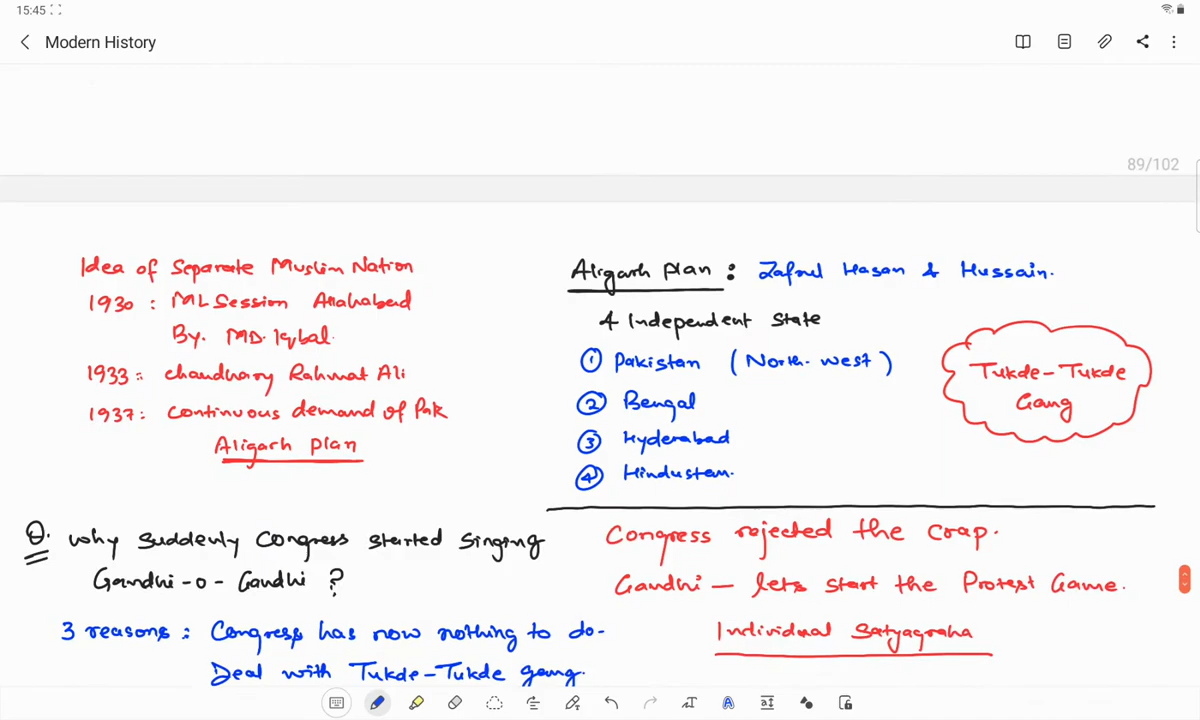 15:45
Modern History
89/102
Idea of Separate Muslim Nation
1930 : ML Session Allahabad
By. MD. Iqbal.
1933 : Chaudhary Rahmat Ali
1937 : Continuous demand of Pak
Aligarh Plan
Aligarh Plan : Zafrul Hasan & Hussain.
4 Independent State
① Pakistan (North-west)
② Bengal
③ Hyderabad
④ Hindustan.
Tukde-Tukde
Gang
Q. Why Suddenly Congress started Singing
Gandhi-o-Gandhi ?
3 reasons : Congress has now nothing to do-
Deal with Tukde-Tukde gang.
Congress rejected the crap.
Gandhi — lets start the Protest Game.
Individual Satyagraha